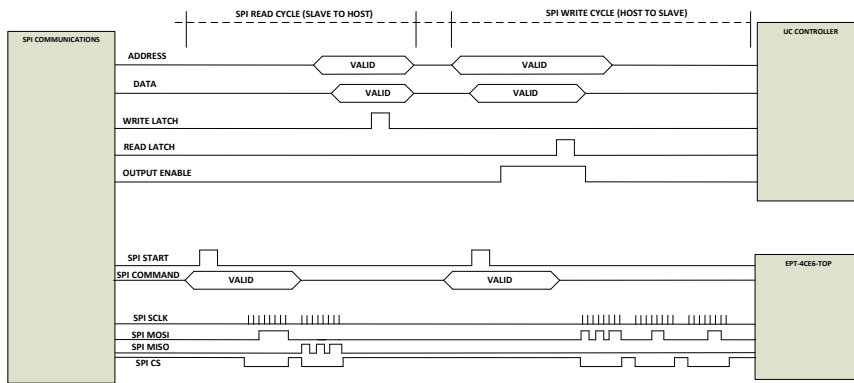 SPI READ CYCLE (SLAVE TO HOST)
SPI WRITE CYCLE (HOST TO SLAVE)
SPI COMMUNICATIONS
UC CONTROLLER
ADDRESS
VALID
VALID
DATA
VALID
VALID
WRITE LATCH
READ LATCH
OUTPUT ENABLE
SPI START
EPT-4CE6-TOP
SPI COMMAND
VALID
VALID
SPI SCLK
SPI MOSI
SPI MISO
SPI CS